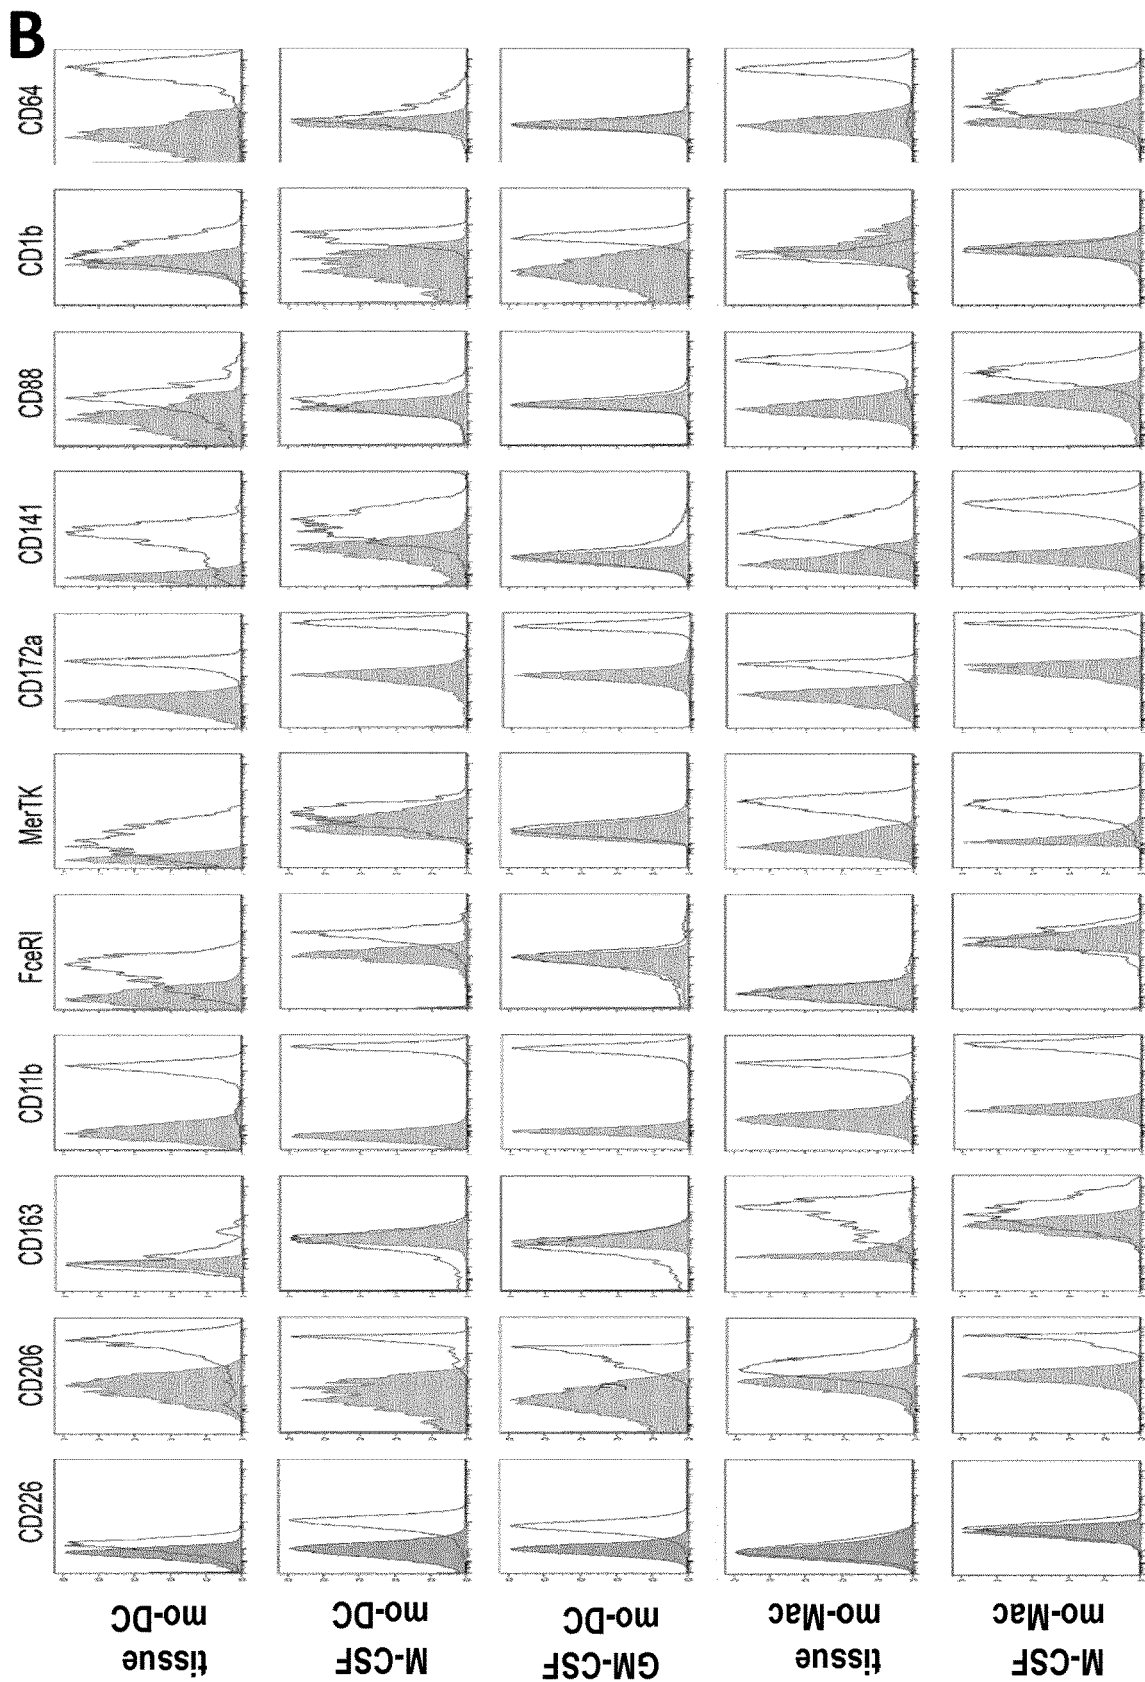 B
CD64
CD1b
CD88
CD141
CD172a
MerTK
FceRI
CD11b
CD163
CD206
CD226
tissue
mo-DC
M-CSF
mo-DC
GM-CSF
mo-DC
tissue
mo-Mac
M-CSF
mo-Mac